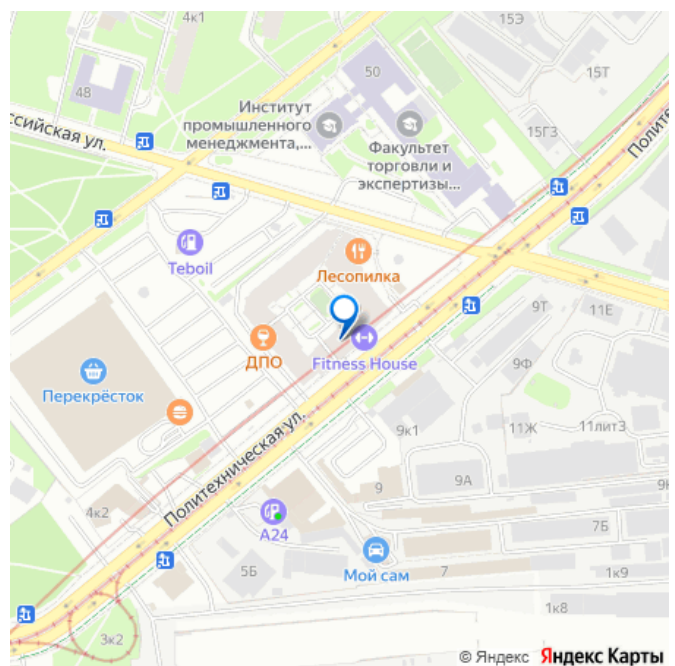 4к1
15Э
15Т
50
48
Институт
промышленного
менеджмента,...
15Г3
Факультет
торговли и
экспертизы...
ссийская ул.
Полите
Teboil
Лесопилка
9Т
11Е
ДПО
Fitness House
9Ф
Перекрёсток
9к1
11Ж
11лит3
Политехническая ул.
9
9А
9
4к2
А24
7Б
5Б
Мой сам
7
1к9
1к8
3к2
© Яндекс Яндекс Карты